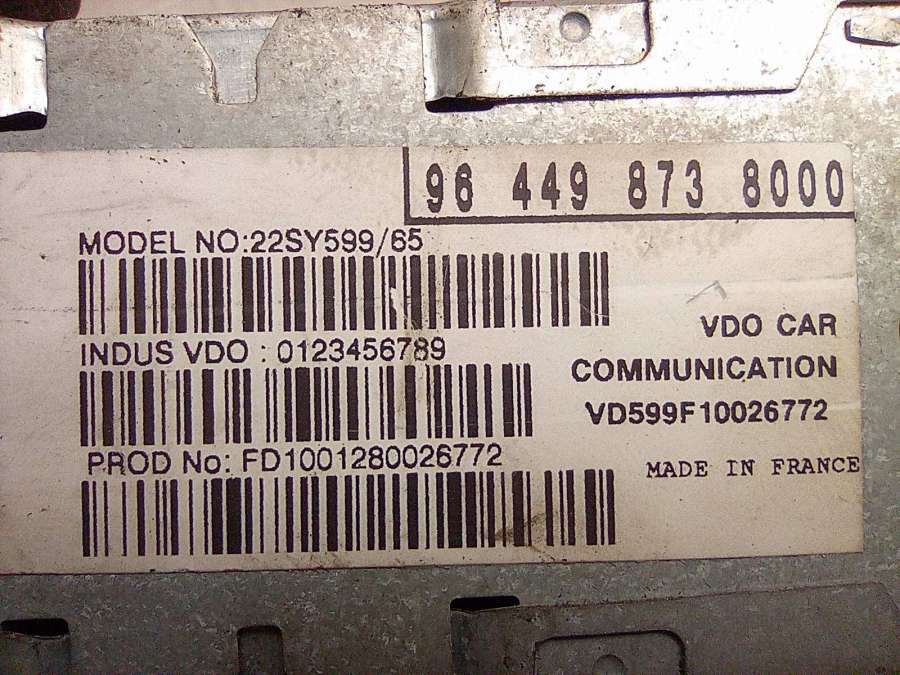 96 449 873 8000
MODEL NO:22SY599/65
INDUS VDO : 0123456789
PROD No: FD1001280026772
VDO CAR
COMMUNICATION
VD599F10026772
MADE IN FRANCE